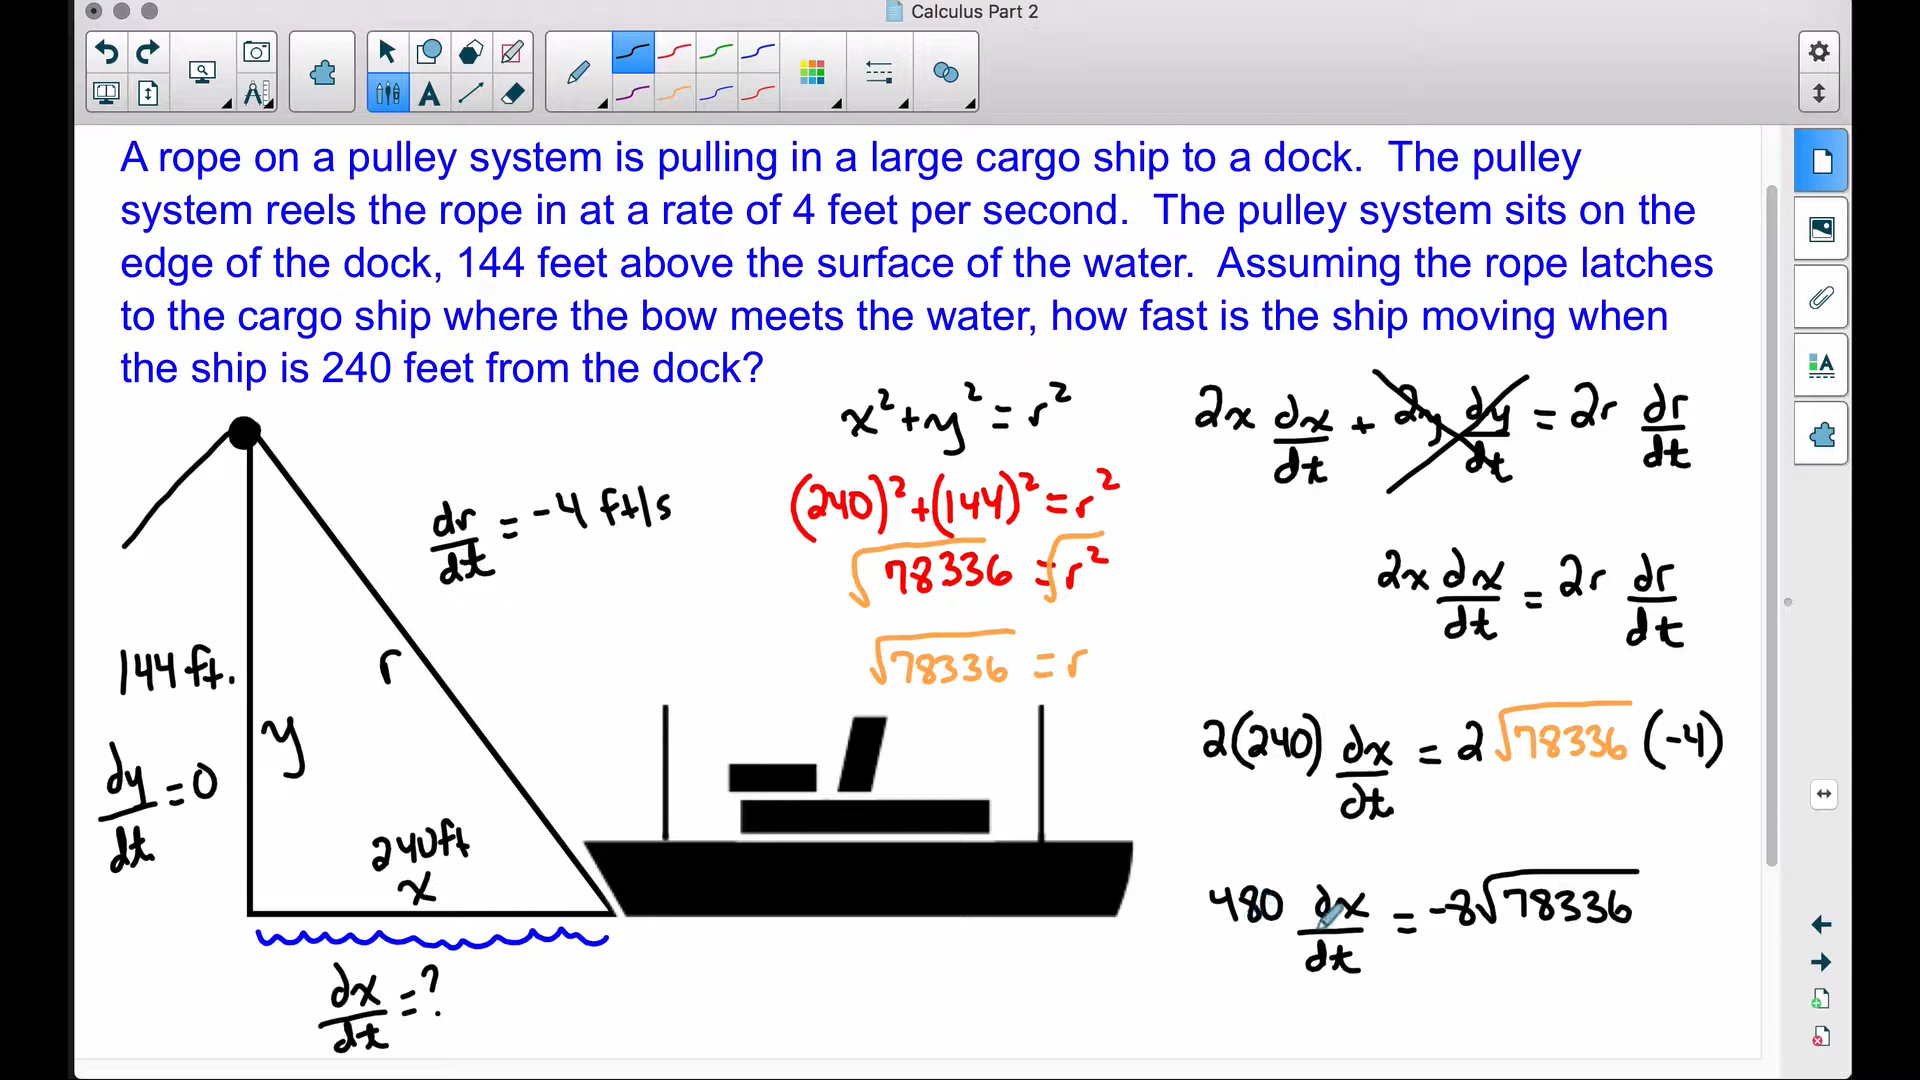 Calculus Part 2
A rope on a pulley system is pulling in a large cargo ship to a dock. The pulley
system reels the rope in at a rate of 4 feet per second. The pulley system sits on the
edge of the dock, 144 feet above the surface of the water. Assuming the rope latches
to the cargo ship where the bow meets the water, how fast is the ship moving when
the ship is 240 feet from the dock?
x² + y² = r²
(240)² + (144)² = r²
√78336 = √r²
√78336 = r
2x dx/dt + 2y dy/dt = 2r dr/dt
2x dx/dt = 2r dr/dt
2(240) dx/dt = 2√78336 (-4)
480 dx/dt = -8√78336
dr/dt = -4 ft/s
144 ft.
r
y
dy/dt = 0
240 ft
x
dx/dt = ?
A
A